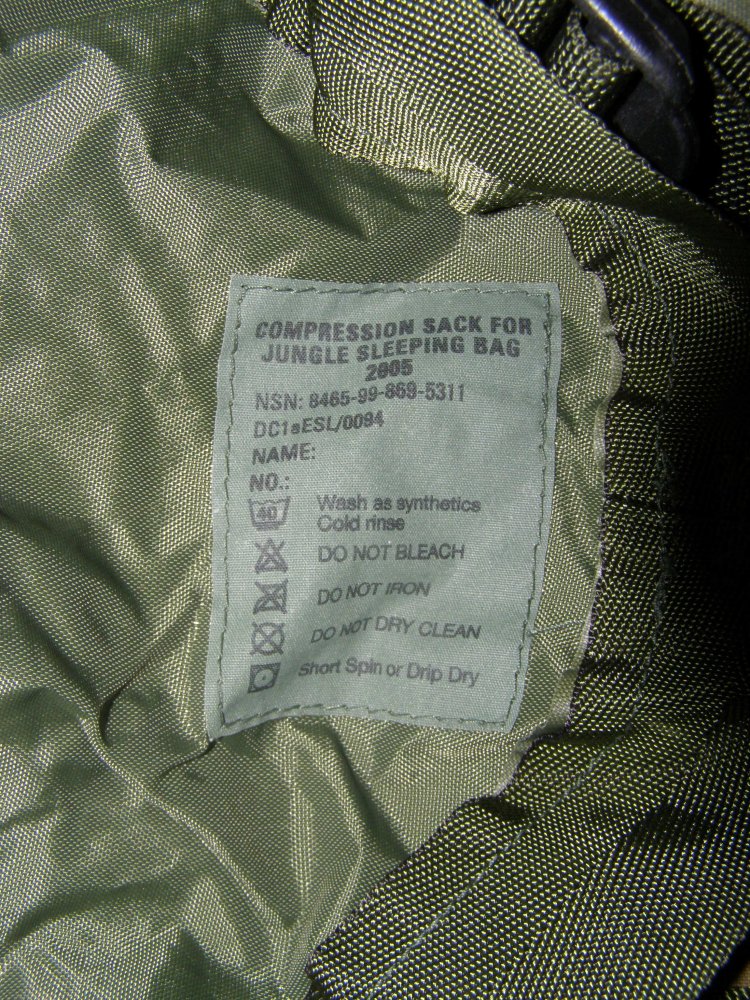 COMPRESSION SACK FOR
JUNGLE SLEEPING BAG
2005
NSN: 8465-99-869-5311
DC1sESL/0094
NAME:
NO.:
40 Wash as synthetics
Cold rinse
DO NOT BLEACH
DO NOT IRON
DO NOT DRY CLEAN
Short Spin or Drip Dry